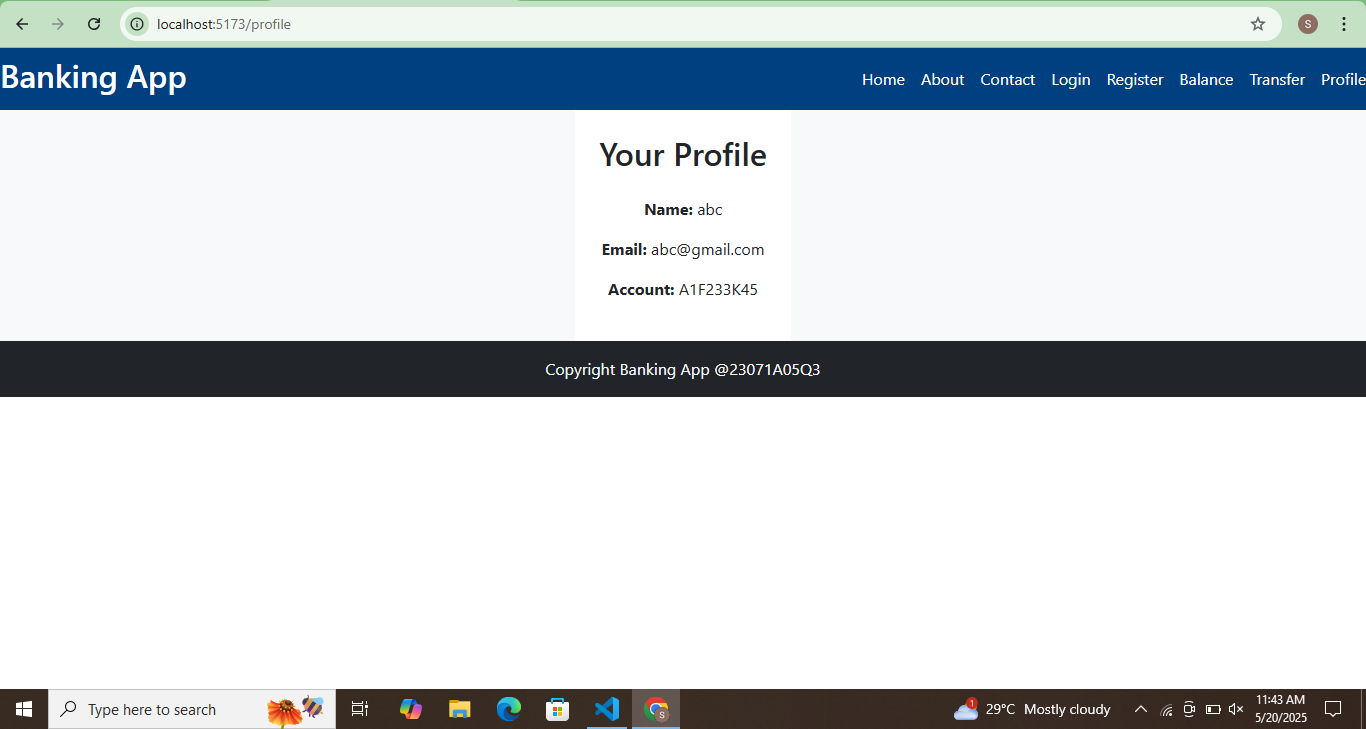 localhost:5173/profile
S
Banking App
Home About Contact Login Register Balance Transfer Profile
Your Profile
Name: abc
Email: abc@gmail.com
Account: A1F233K45
Copyright Banking App @23071A05Q3
Type here to search
S
1
29°C Mostly cloudy
11:43 AM
5/20/2025